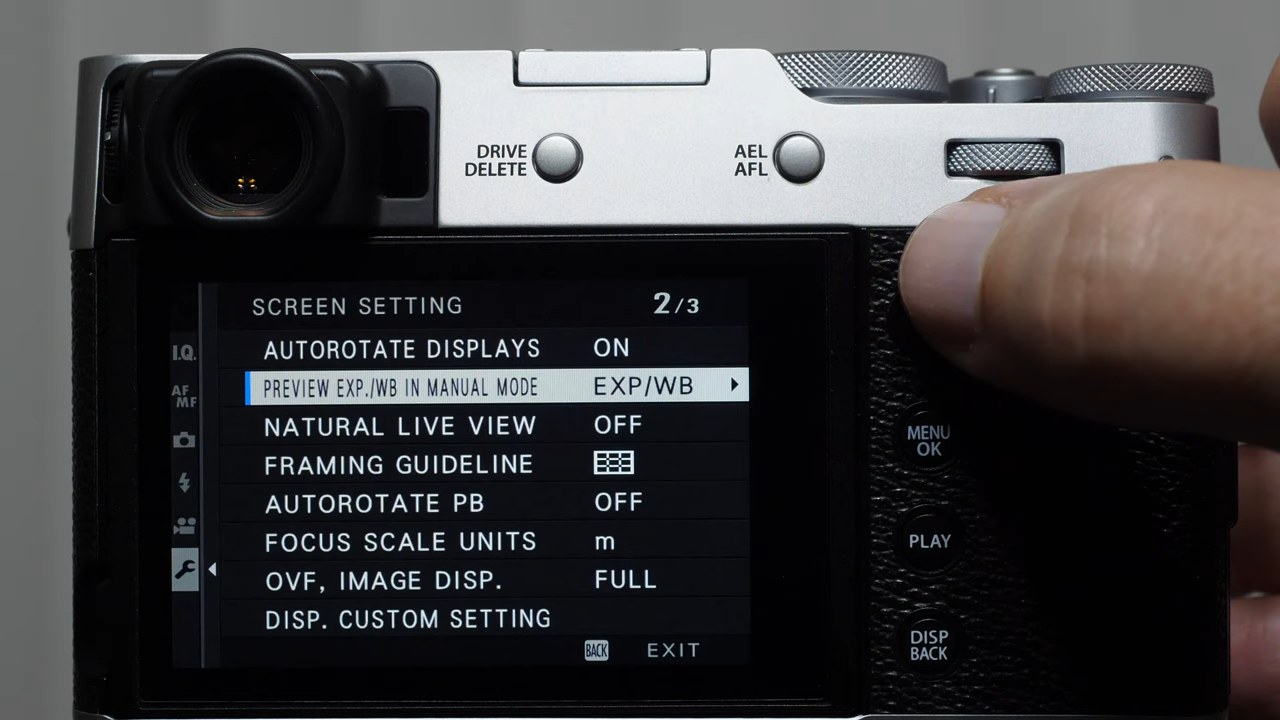 DRIVE
DELETE
AEL
AFL
SCREEN SETTING 2/3
AUTOROTATE DISPLAYS ON
PREVIEW EXP./WB IN MANUAL MODE EXP/WB
NATURAL LIVE VIEW OFF
FRAMING GUIDELINE
AUTOROTATE PB OFF
FOCUS SCALE UNITS m
OVF, IMAGE DISP. FULL
DISP. CUSTOM SETTING
BACK EXIT
I.Q.
AF
MF
MENU
OK
PLAY
DISP
BACK